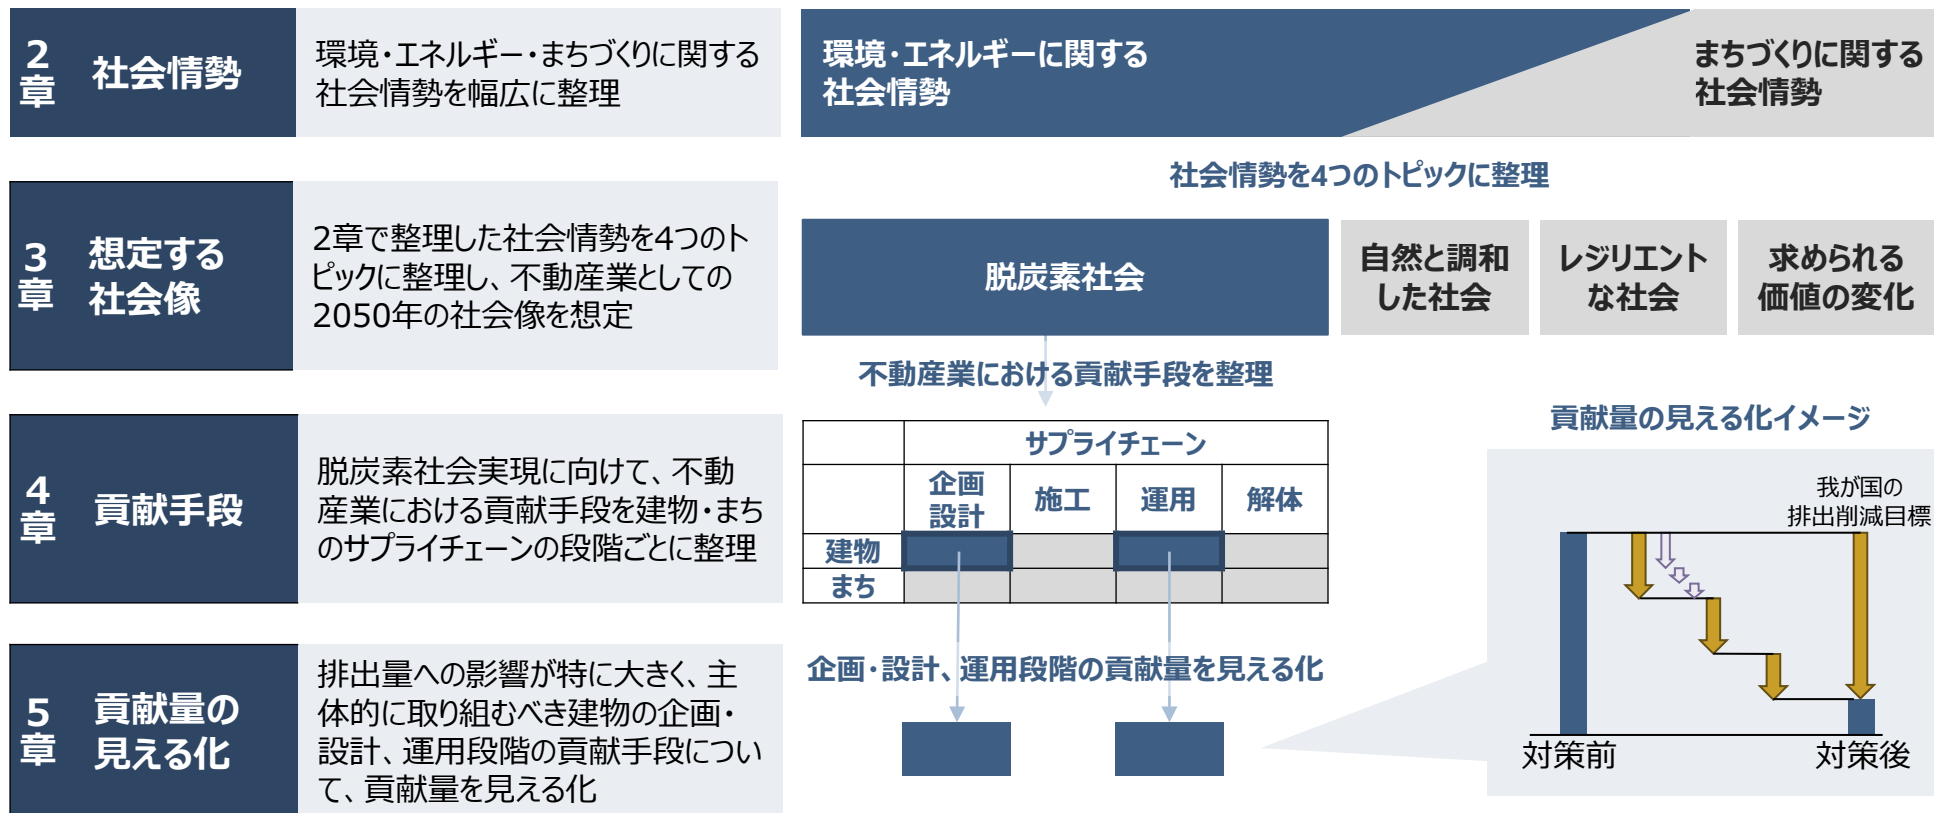 2
章
社会情勢
環境・エネルギー・まちづくりに関する
社会情勢を幅広に整理
環境・エネルギーに関する
社会情勢
まちづくりに関する
社会情勢
社会情勢を4つのトピックに整理
3
章
想定する
社会像
2章で整理した社会情勢を4つのト
ピックに整理し、不動産業としての
2050年の社会像を想定
脱炭素社会
自然と調和
した社会
レジリエント
な社会
求められる
価値の変化
不動産業における貢献手段を整理
4
章
貢献手段
脱炭素社会実現に向けて、不動
産業における貢献手段を建物・まち
のサプライチェーンの段階ごとに整理
サプライチェーン
企画
設計
施工
運用
解体
建物
まち
企画・設計、運用段階の貢献量を見える化
5
章
貢献量の
見える化
排出量への影響が特に大きく、主
体的に取り組むべき建物の企画・
設計、運用段階の貢献手段につい
て、貢献量を見える化
貢献量の見える化イメージ
我が国の
排出削減目標
対策前
対策後